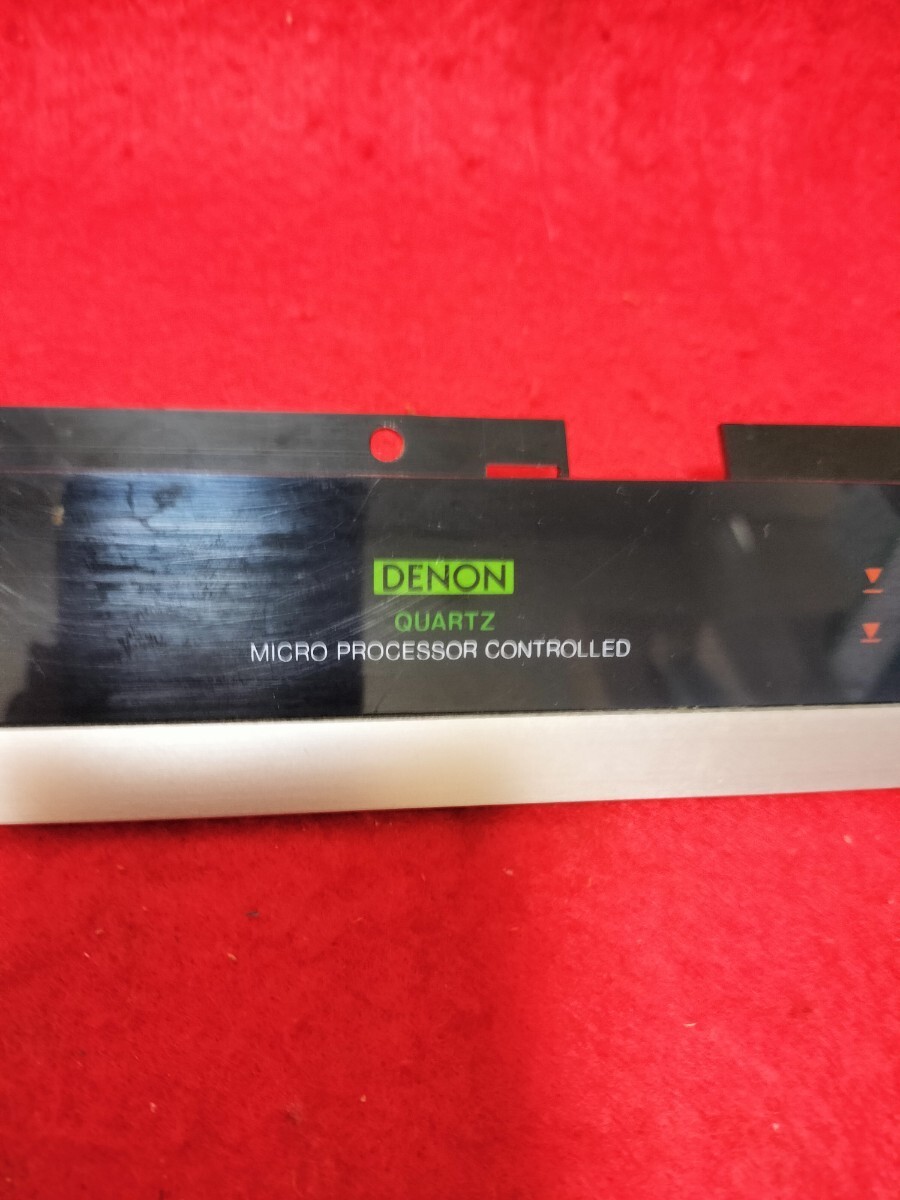 DENON
QUARTZ
MICRO PROCESSOR CONTROLLED